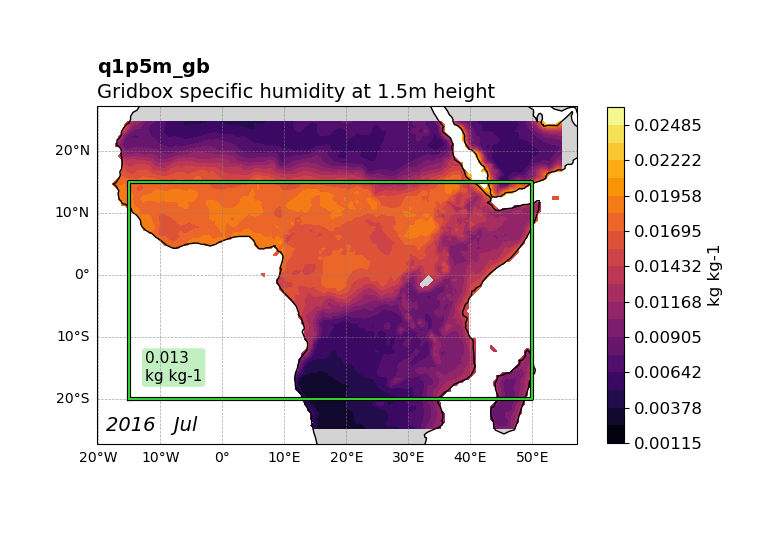 q1p5m_gb
Gridbox specific humidity at 1.5m height
20°N
10°N
0°
10°S
20°S
20°W 10°W 0° 10°E 20°E 30°E 40°E 50°E
0.013
kg kg-1
2016 Jul
0.02485
0.02222
0.01958
0.01695
0.01432
0.01168
0.00905
0.00642
0.00378
0.00115
kg kg-1